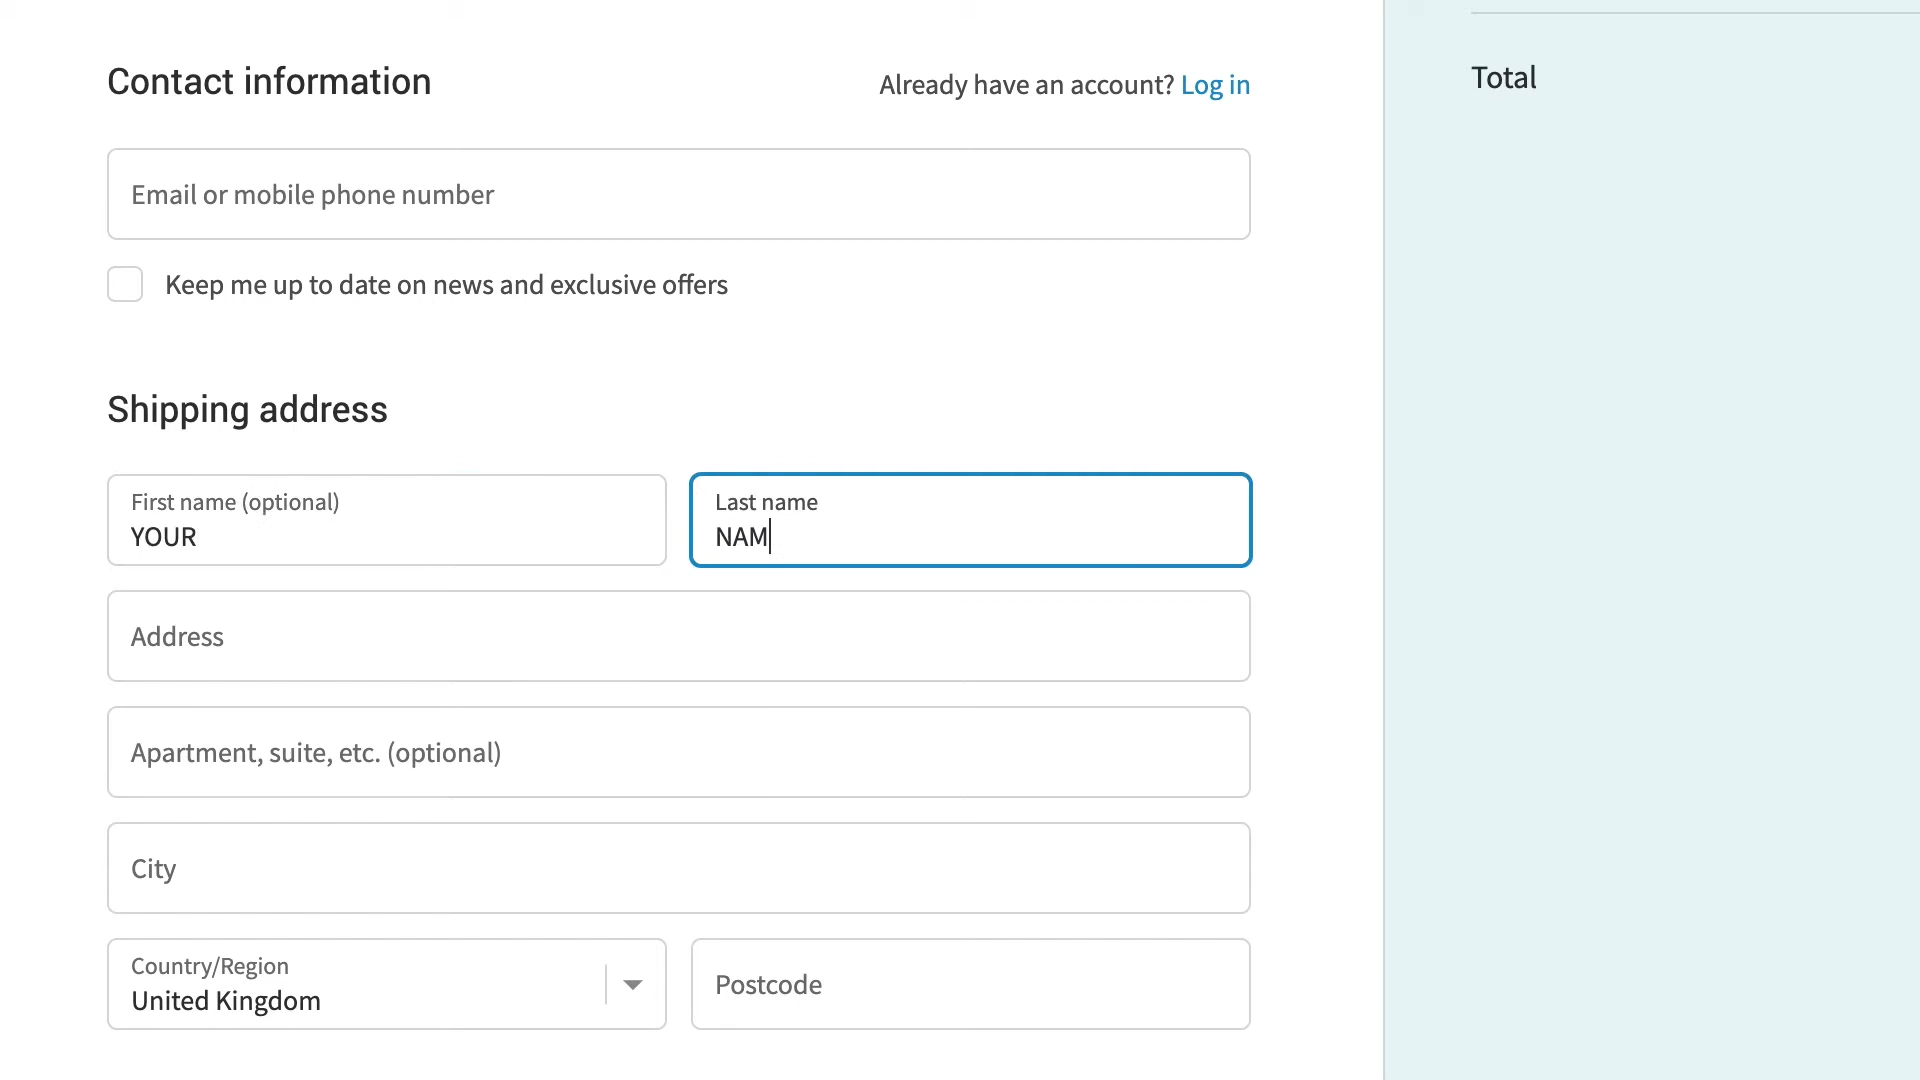 Contact information
Already have an account? Log in
Total
Email or mobile phone number
Keep me up to date on news and exclusive offers
Shipping address
First name (optional)
YOUR
Last name
NAM
Address
Apartment, suite, etc. (optional)
City
Country/Region
United Kingdom
Postcode